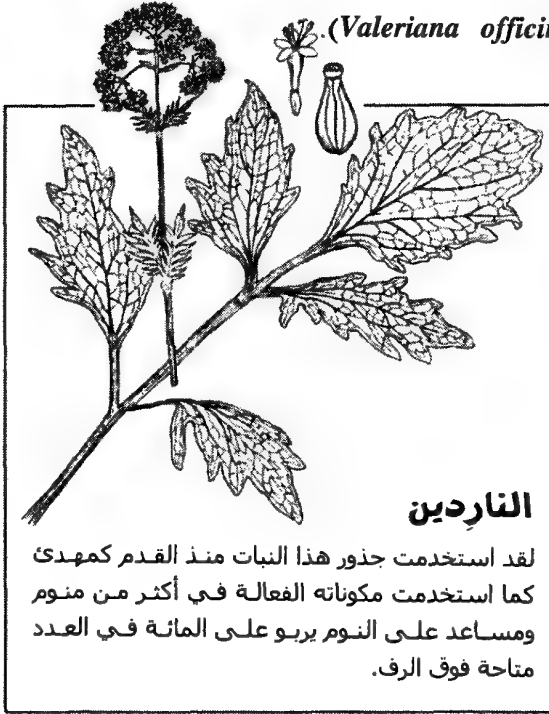 .(Valeriana officin
الناردين
لقد استخدمت جذور هذا النبات منذ القدم كمهدئ
كما استخدمت مكوناته الفعالة في أكثر من منوم
ومساعد على النوم يربو على المائة في العدد
متاحة فوق الرف.